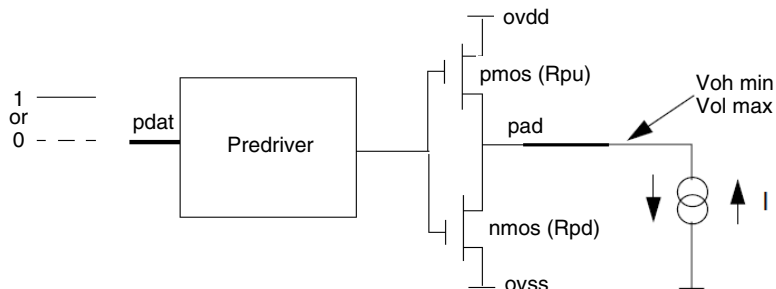 ovdd
pmos (Rpu)
Voh min
Vol max
1
or
0
pdat
Predriver
pad
nmos (Rpd)
I
ovss